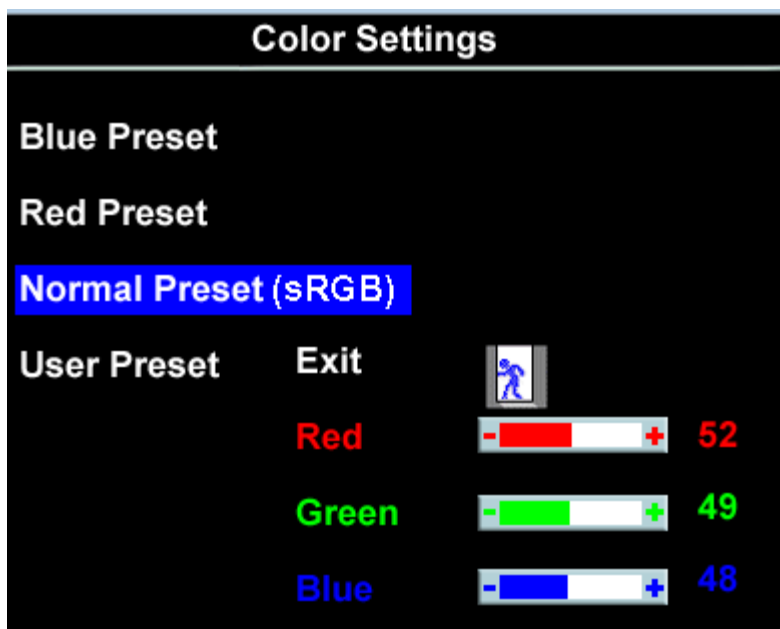 Color Settings
Blue Preset
Red Preset
Normal Preset (sRGB)
User Preset Exit
Red - + 52
Green - + 49
Blue - + 48